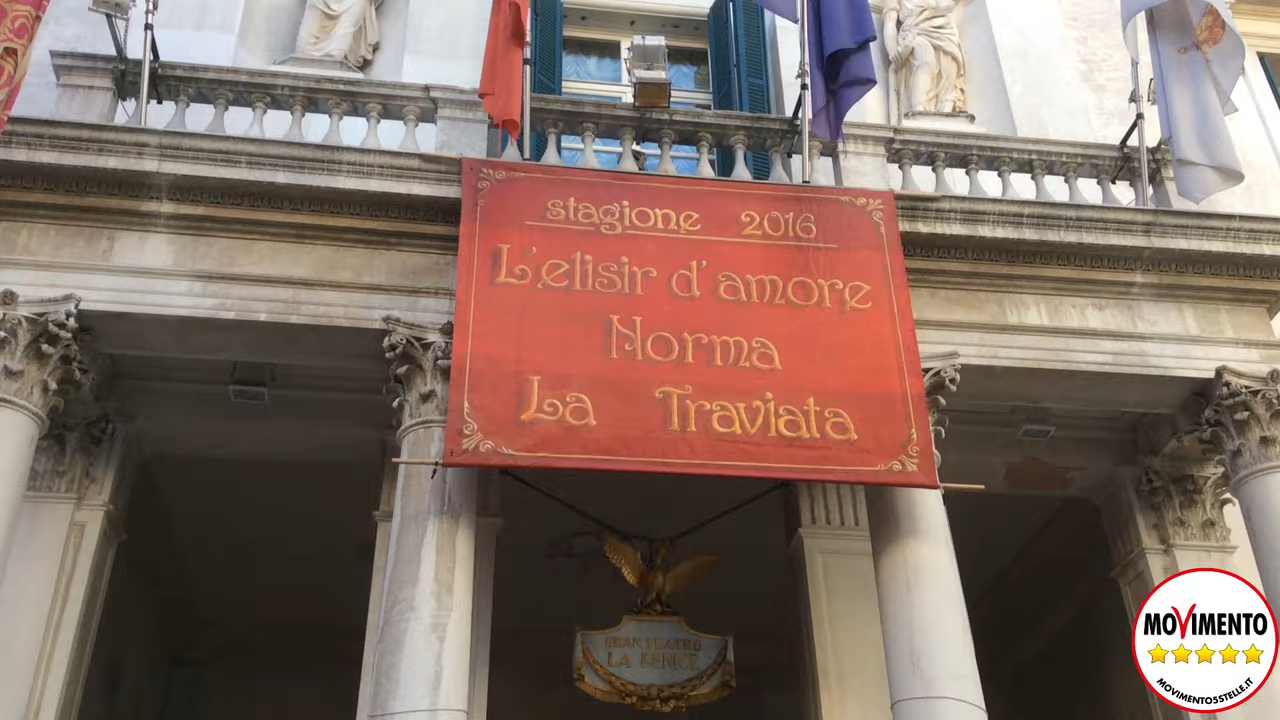 stagione 2016
L'elisir d'amore
Norma
La Traviata
GRAN TEATRO
LA FENICE
MOVIMENTO
MOVIMENTO5STELLE.IT